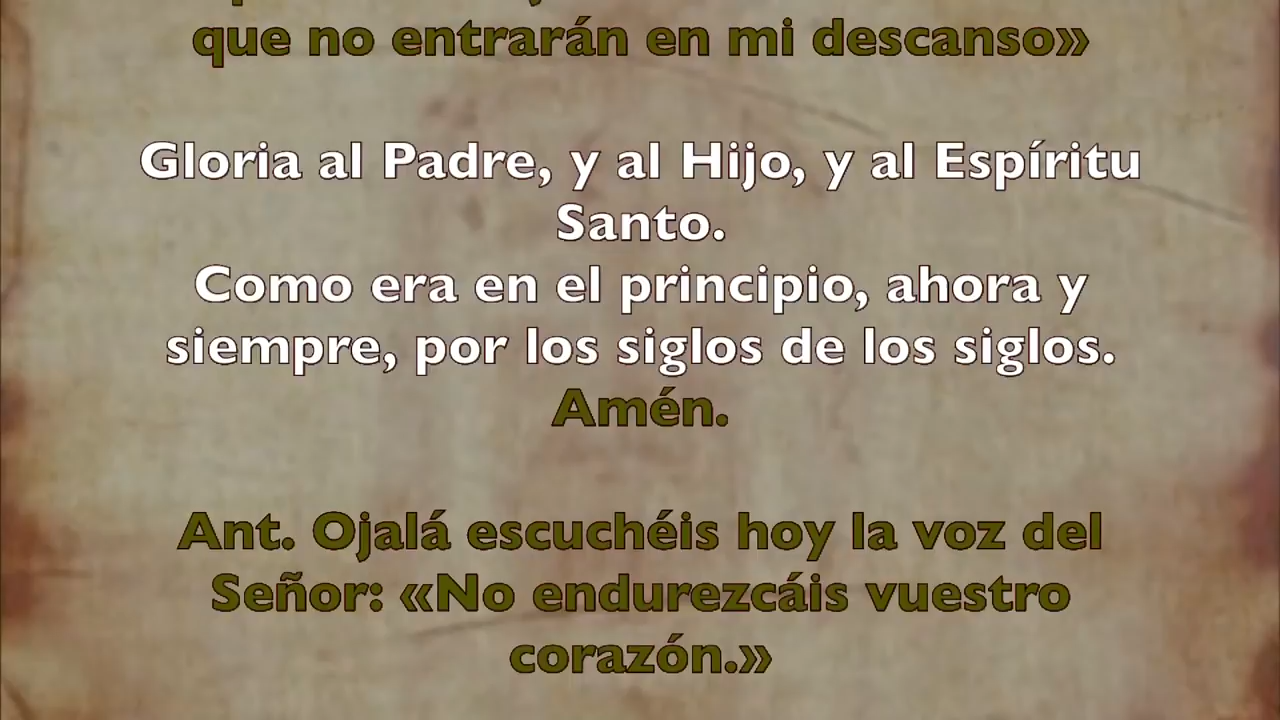 que no entrarán en mi descanso»
Gloria al Padre, y al Hijo, y al Espíritu
Santo.
Como era en el principio, ahora y
siempre, por los siglos de los siglos.
Amén.
Ant. Ojalá escuchéis hoy la voz del
Señor: «No endurezcáis vuestro
corazón.»